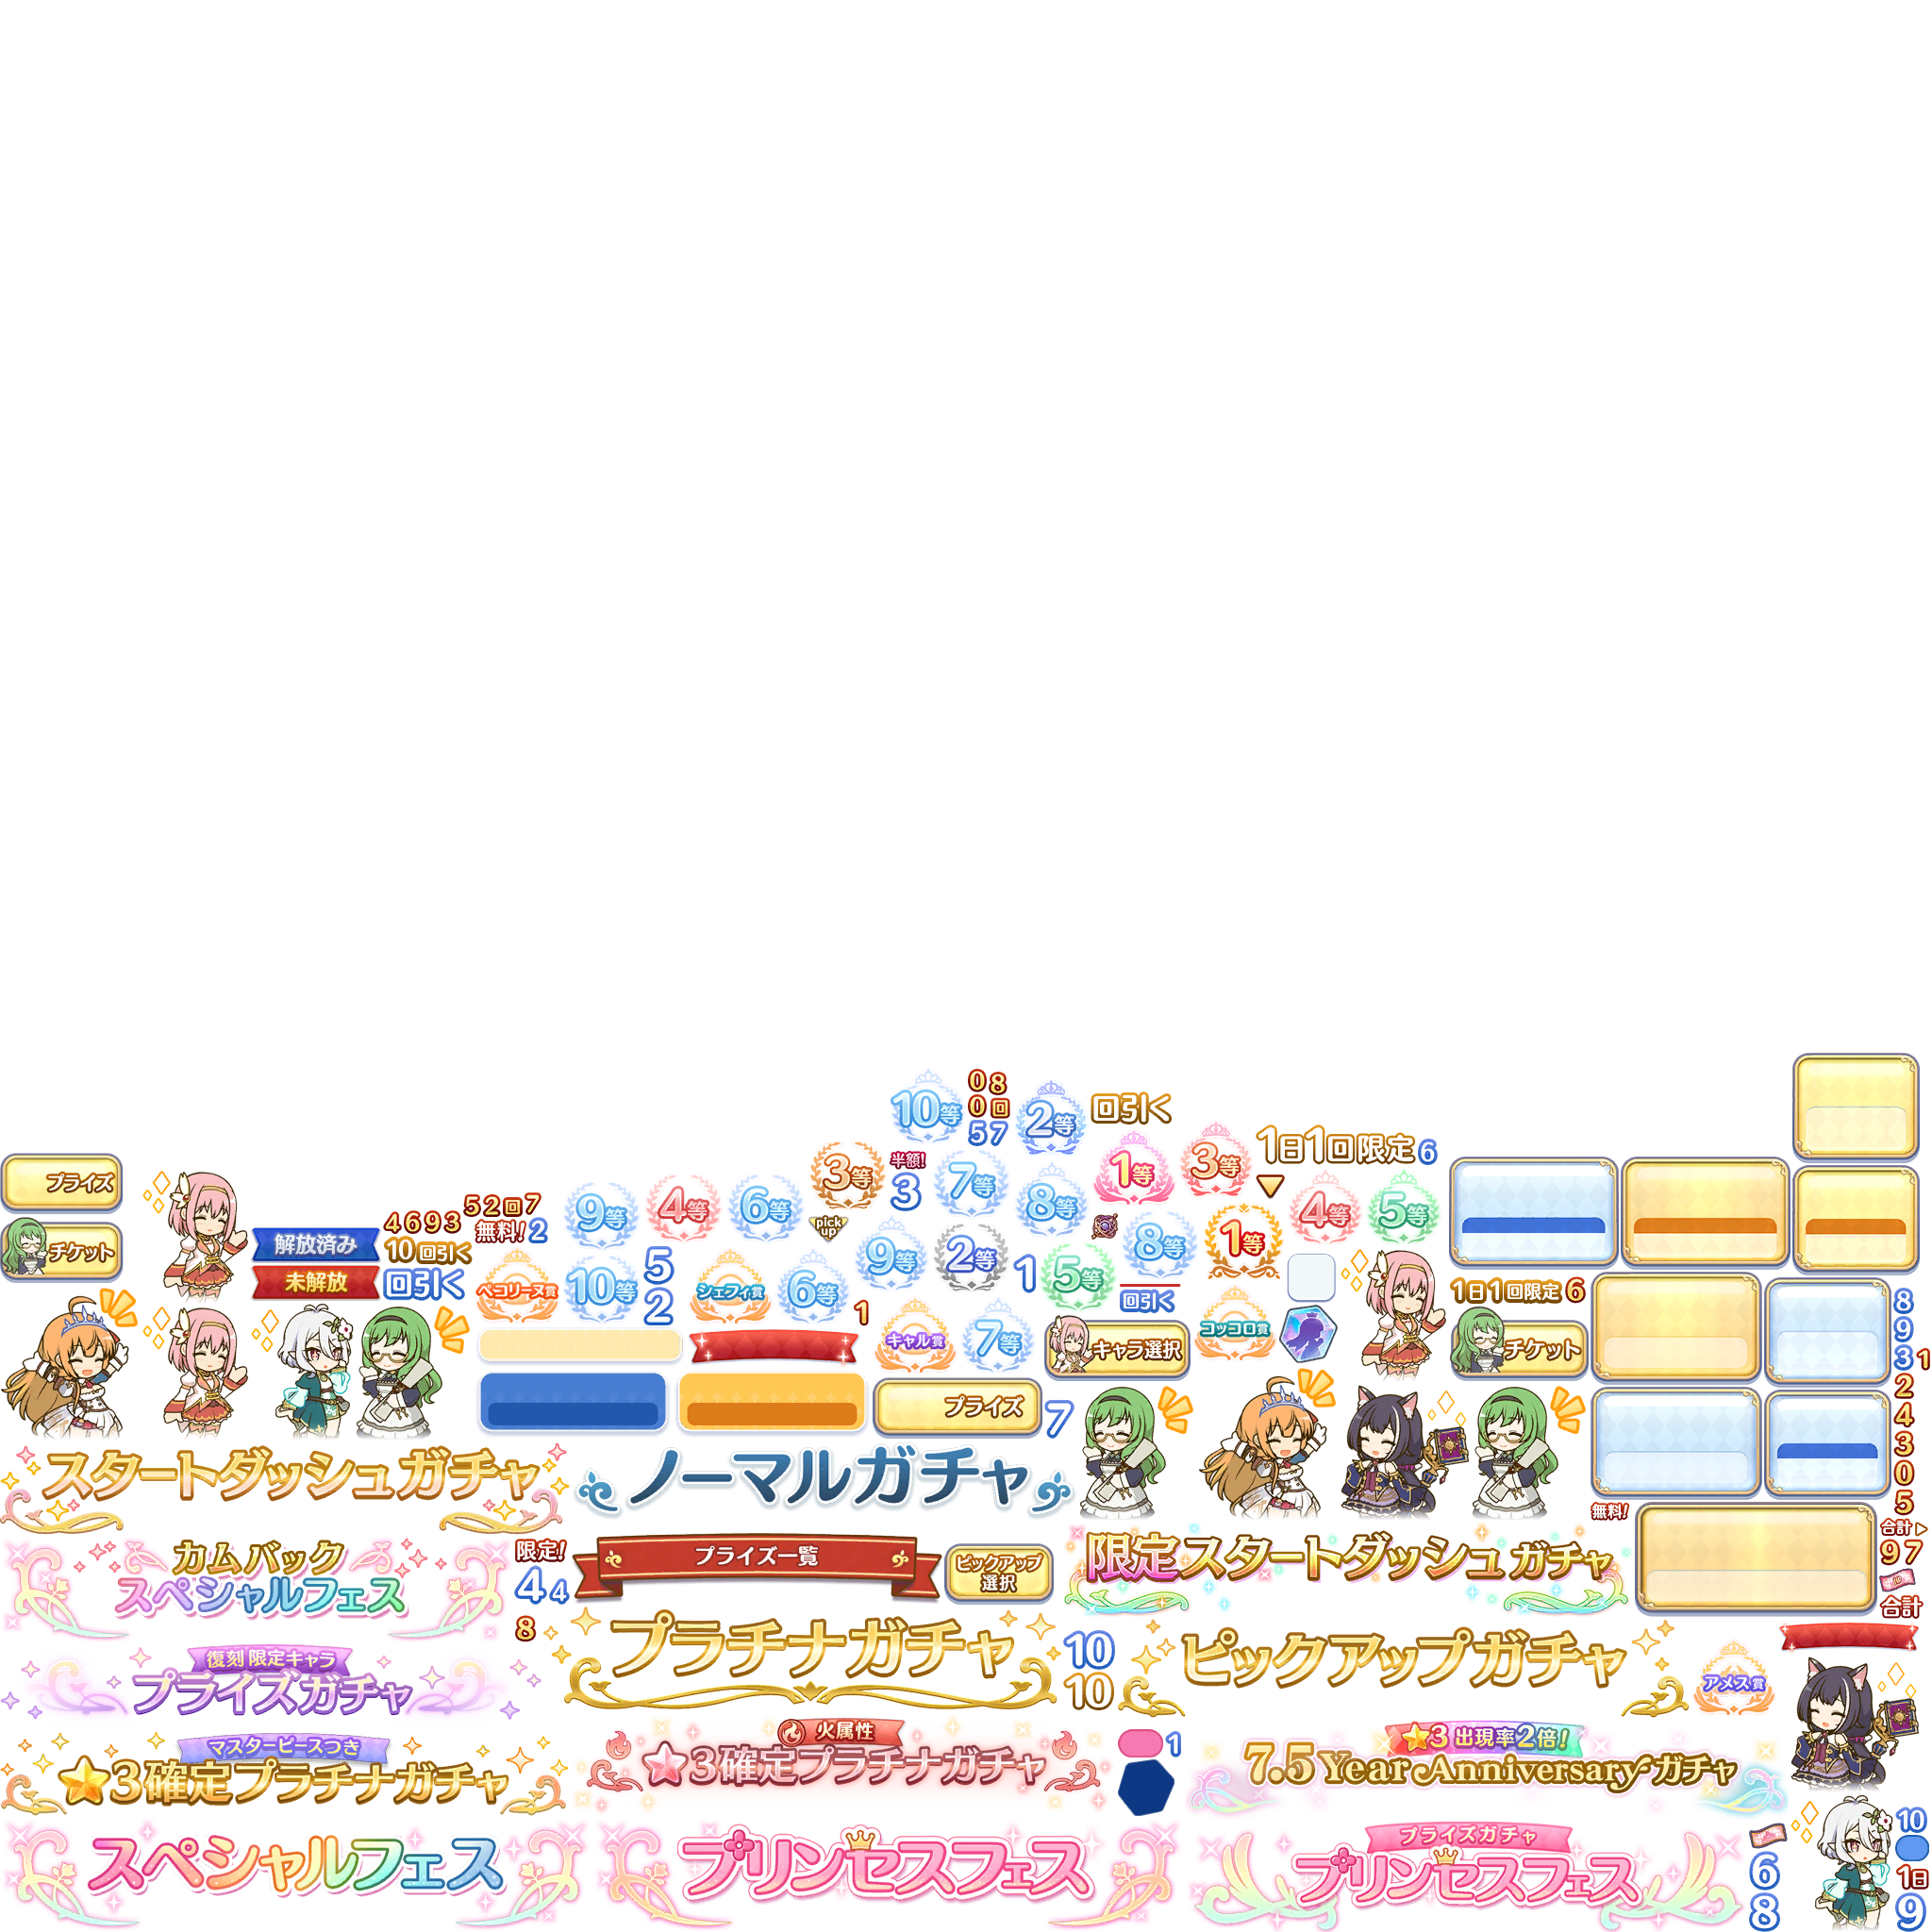 10等
0 8
0 回
5 7
2等
回引く
半額!
3
3等
7等
8等
1等
3等
1日1回限定 6
プライズ
チケット
解放済み
未解放
4 6 9 3
5 2 回 7
無料! 2
10回引く
回引く
9等
4等
6等
pick
up
9等
2等
8等
1等
4等
5等
ペコリーヌ賞
10等
5
2
シェフィ賞
6等
1
キャル賞
7等
1
5等
回引く
コッコロ賞
キャラ選択
1日1回限定 6
チケット
プライズ
7
8
9
3 1
2
4
3
0
5
スタートダッシュガチャ
ノーマルガチャ
無料!
合計
9 7
合計
カムバック
スペシャルフェス
限定!
4 4
8
プライズ一覧
ピックアップ
選択
限定スタートダッシュガチャ
復刻 限定キャラ
プライズガチャ
プラチナガチャ
10
10
ピックアップガチャ
アメス賞
マスターピースつき
★3確定プラチナガチャ
火属性
★3確定プラチナガチャ
1
★3 出現率2倍!
7.5 Year Anniversary ガチャ
スペシャルフェス
プリンセスフェス
プライズガチャ
プリンセスフェス
6
8
10
1日
9